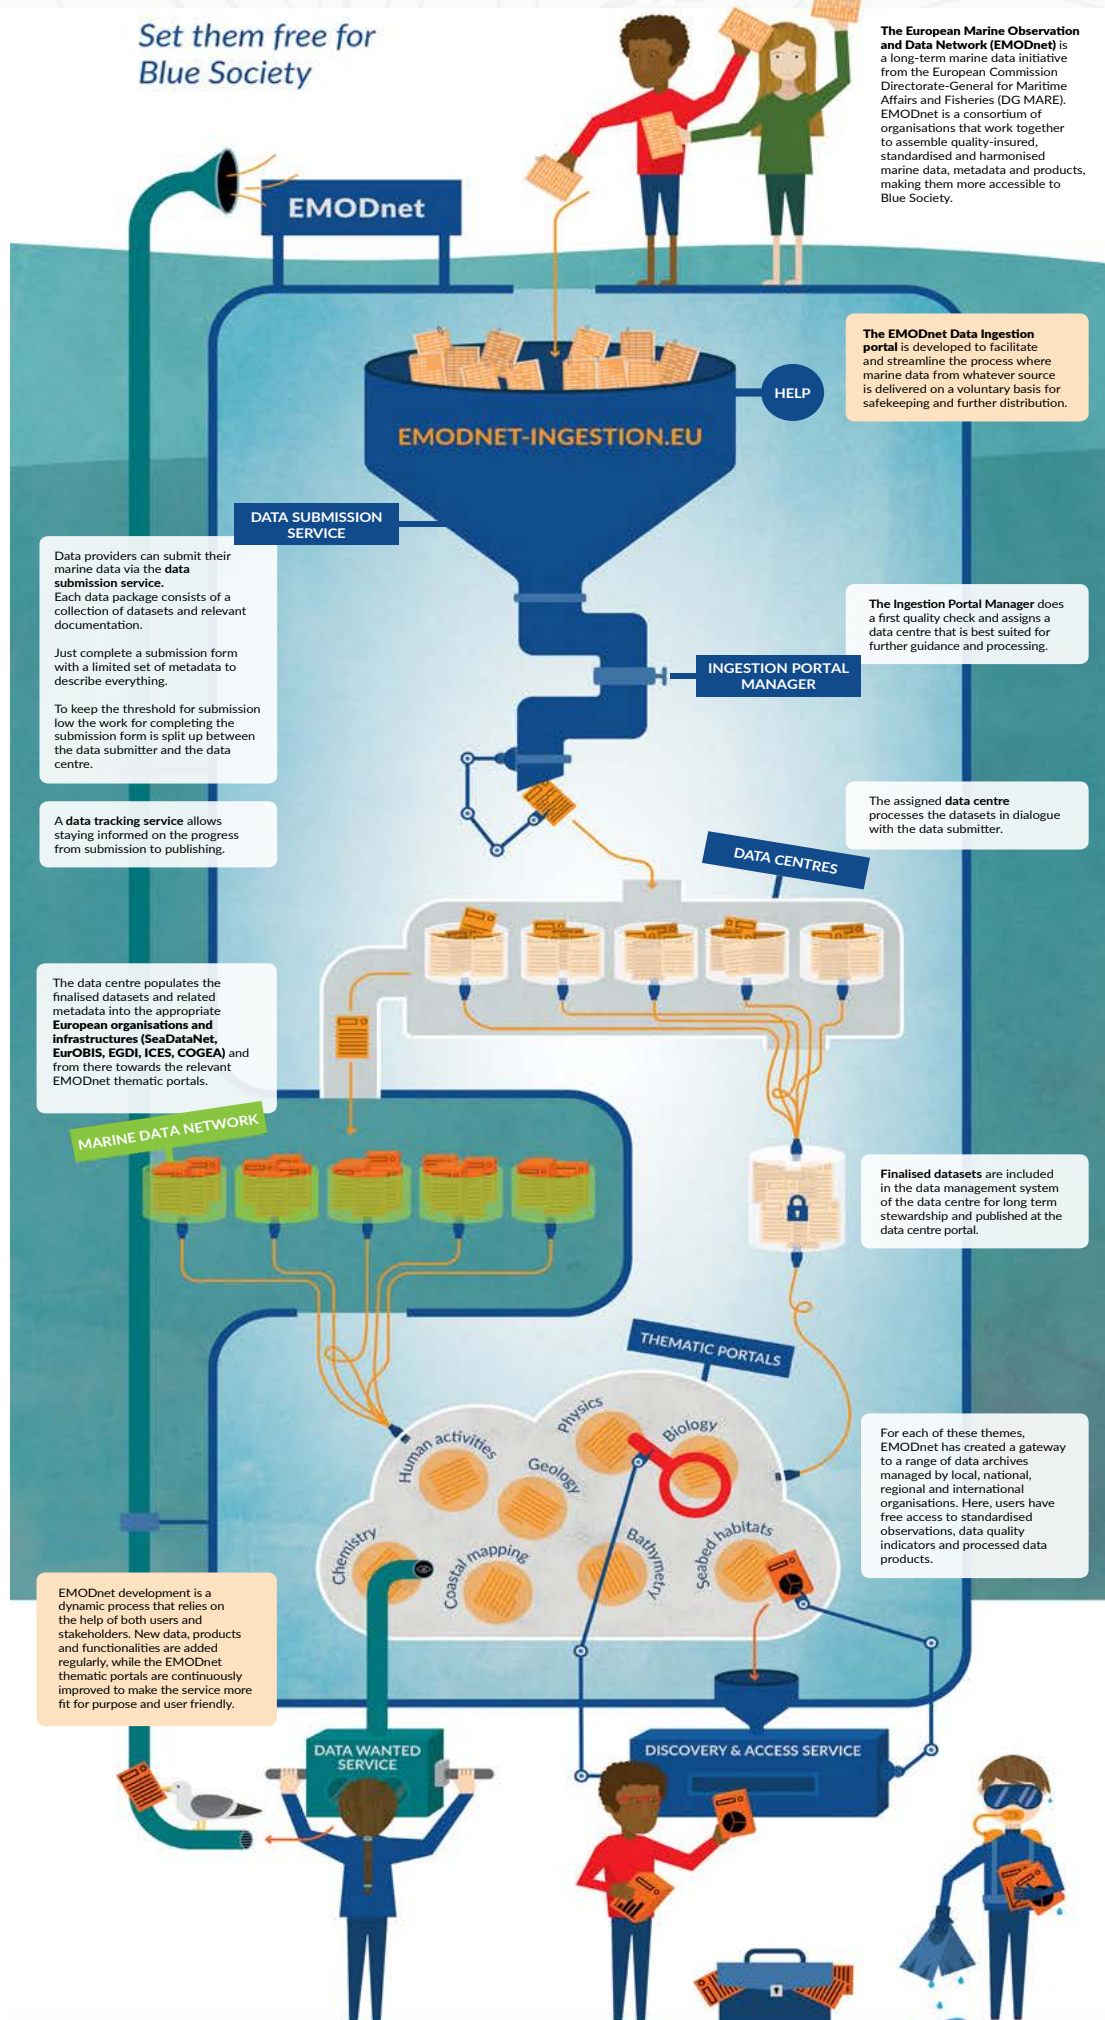 Set them free for
Blue Society
The European Marine Observation
and Data Network (EMODnet) is
a long-term marine data initiative
from the European Commission
Directorate-General for Maritime
Affairs and Fisheries (DG MARE).
EMODnet is a consortium of
organisations that work together
to assemble quality-insured,
standardised and harmonised
marine data, metadata and products,
making them more accessible to
Blue Society.
EMODnet
The EMODnet Data Ingestion
portal is developed to facilitate
and streamline the process where
marine data from whatever source
is delivered on a voluntary basis for
safekeeping and further distribution.
HELP
EMODNET-INGESTION.EU
DATA SUBMISSION
SERVICE
Data providers can submit their
marine data via the data
submission service.
Each data package consists of a
collection of datasets and relevant
documentation.
Just complete a submission form
with a limited set of metadata to
describe everything.
To keep the threshold for submission
low the work for completing the
submission form is split up between
the data submitter and the data
centre.
The Ingestion Portal Manager does
a first quality check and assigns a
data centre that is best suited for
further guidance and processing.
INGESTION PORTAL
MANAGER
A data tracking service allows
staying informed on the progress
from submission to publishing.
The assigned data centre
processes the datasets in dialogue
with the data submitter.
DATA CENTRES
The data centre populates the
finalised datasets and related
metadata into the appropriate
European organisations and
infrastructures (SeaDataNet,
EurOBIS, EGDI, ICES, COGEA) and
from there towards the relevant
EMODnet thematic portals.
MARINE DATA NETWORK
Finalised datasets are included
in the data management system
of the data centre for long term
stewardship and published at the
data centre portal.
THEMATIC PORTALS
Physics
Biology
Human activities
Geology
Chemistry
Coastal mapping
Bathymetry
Seabed habitats
For each of these themes,
EMODnet has created a gateway
to a range of data archives
managed by local, national,
regional and international
organisations. Here, users have
free access to standardised
observations, data quality
indicators and processed data
products.
EMODnet development is a
dynamic process that relies on
the help of both users and
stakeholders. New data, products
and functionalities are added
regularly, while the EMODnet
thematic portals are continuously
improved to make the service more
fit for purpose and user friendly.
DATA WANTED
SERVICE
DISCOVERY & ACCESS SERVICE